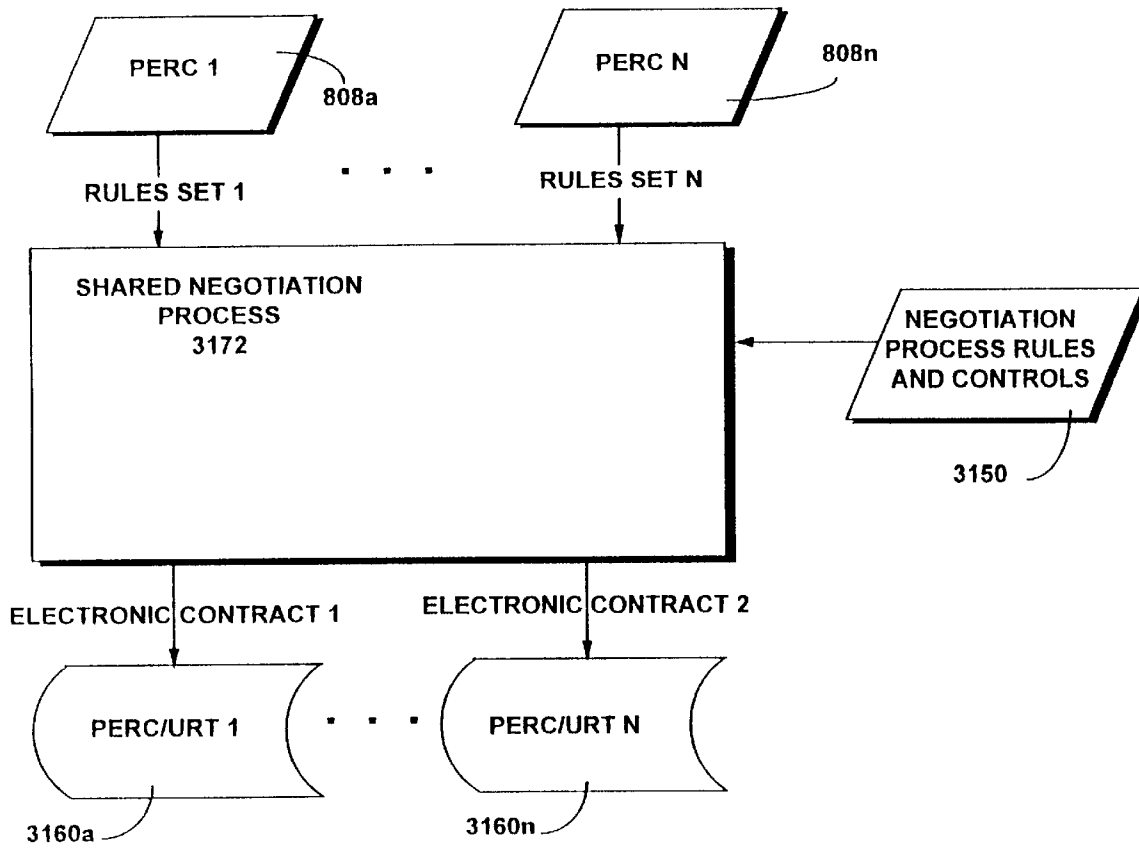 PERC 1
808a
PERC N
808n
RULES SET 1
RULES SET N
SHARED NEGOTIATION
PROCESS
3172
NEGOTIATION
PROCESS RULES
AND CONTROLS
3150
ELECTRONIC CONTRACT 1
ELECTRONIC CONTRACT 2
PERC/URT 1
PERC/URT N
3160a
3160n